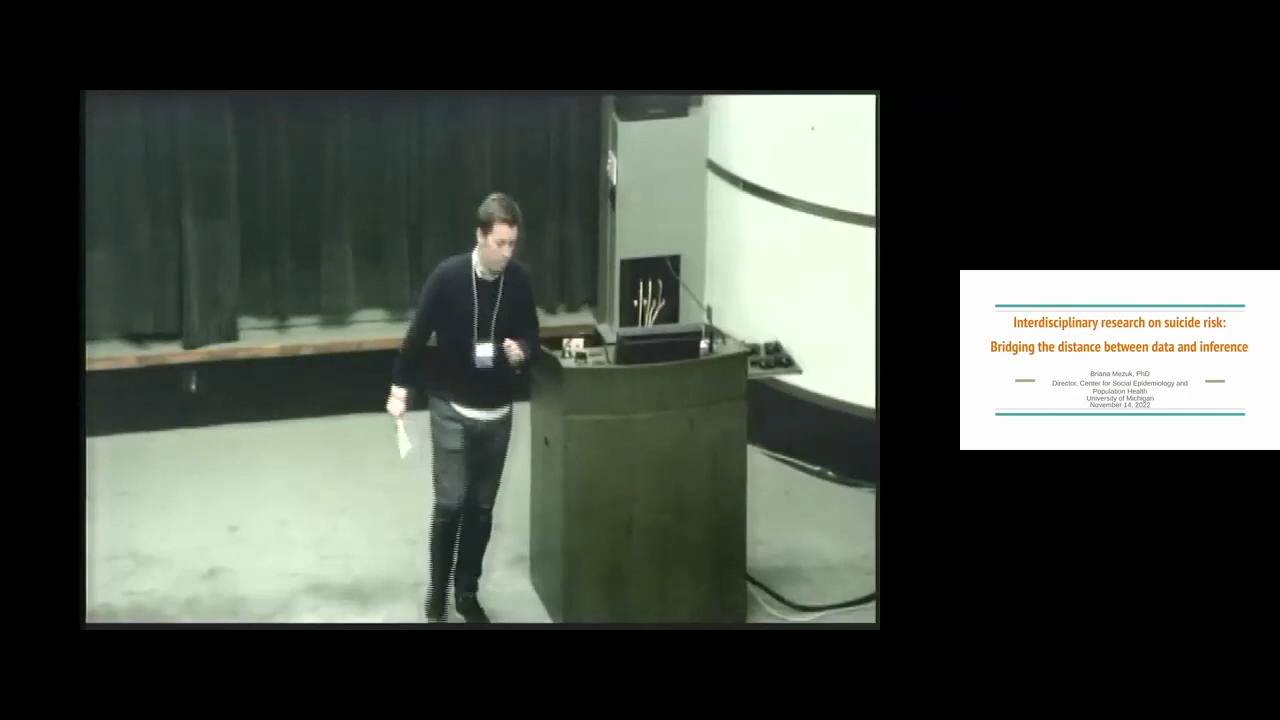 Interdisciplinary research on suicide risk:
Bridging the distance between data and inference
Briana Mezuk, PhD
Director, Center for Social Epidemiology and
Population Health
University of Michigan
November 14, 2022